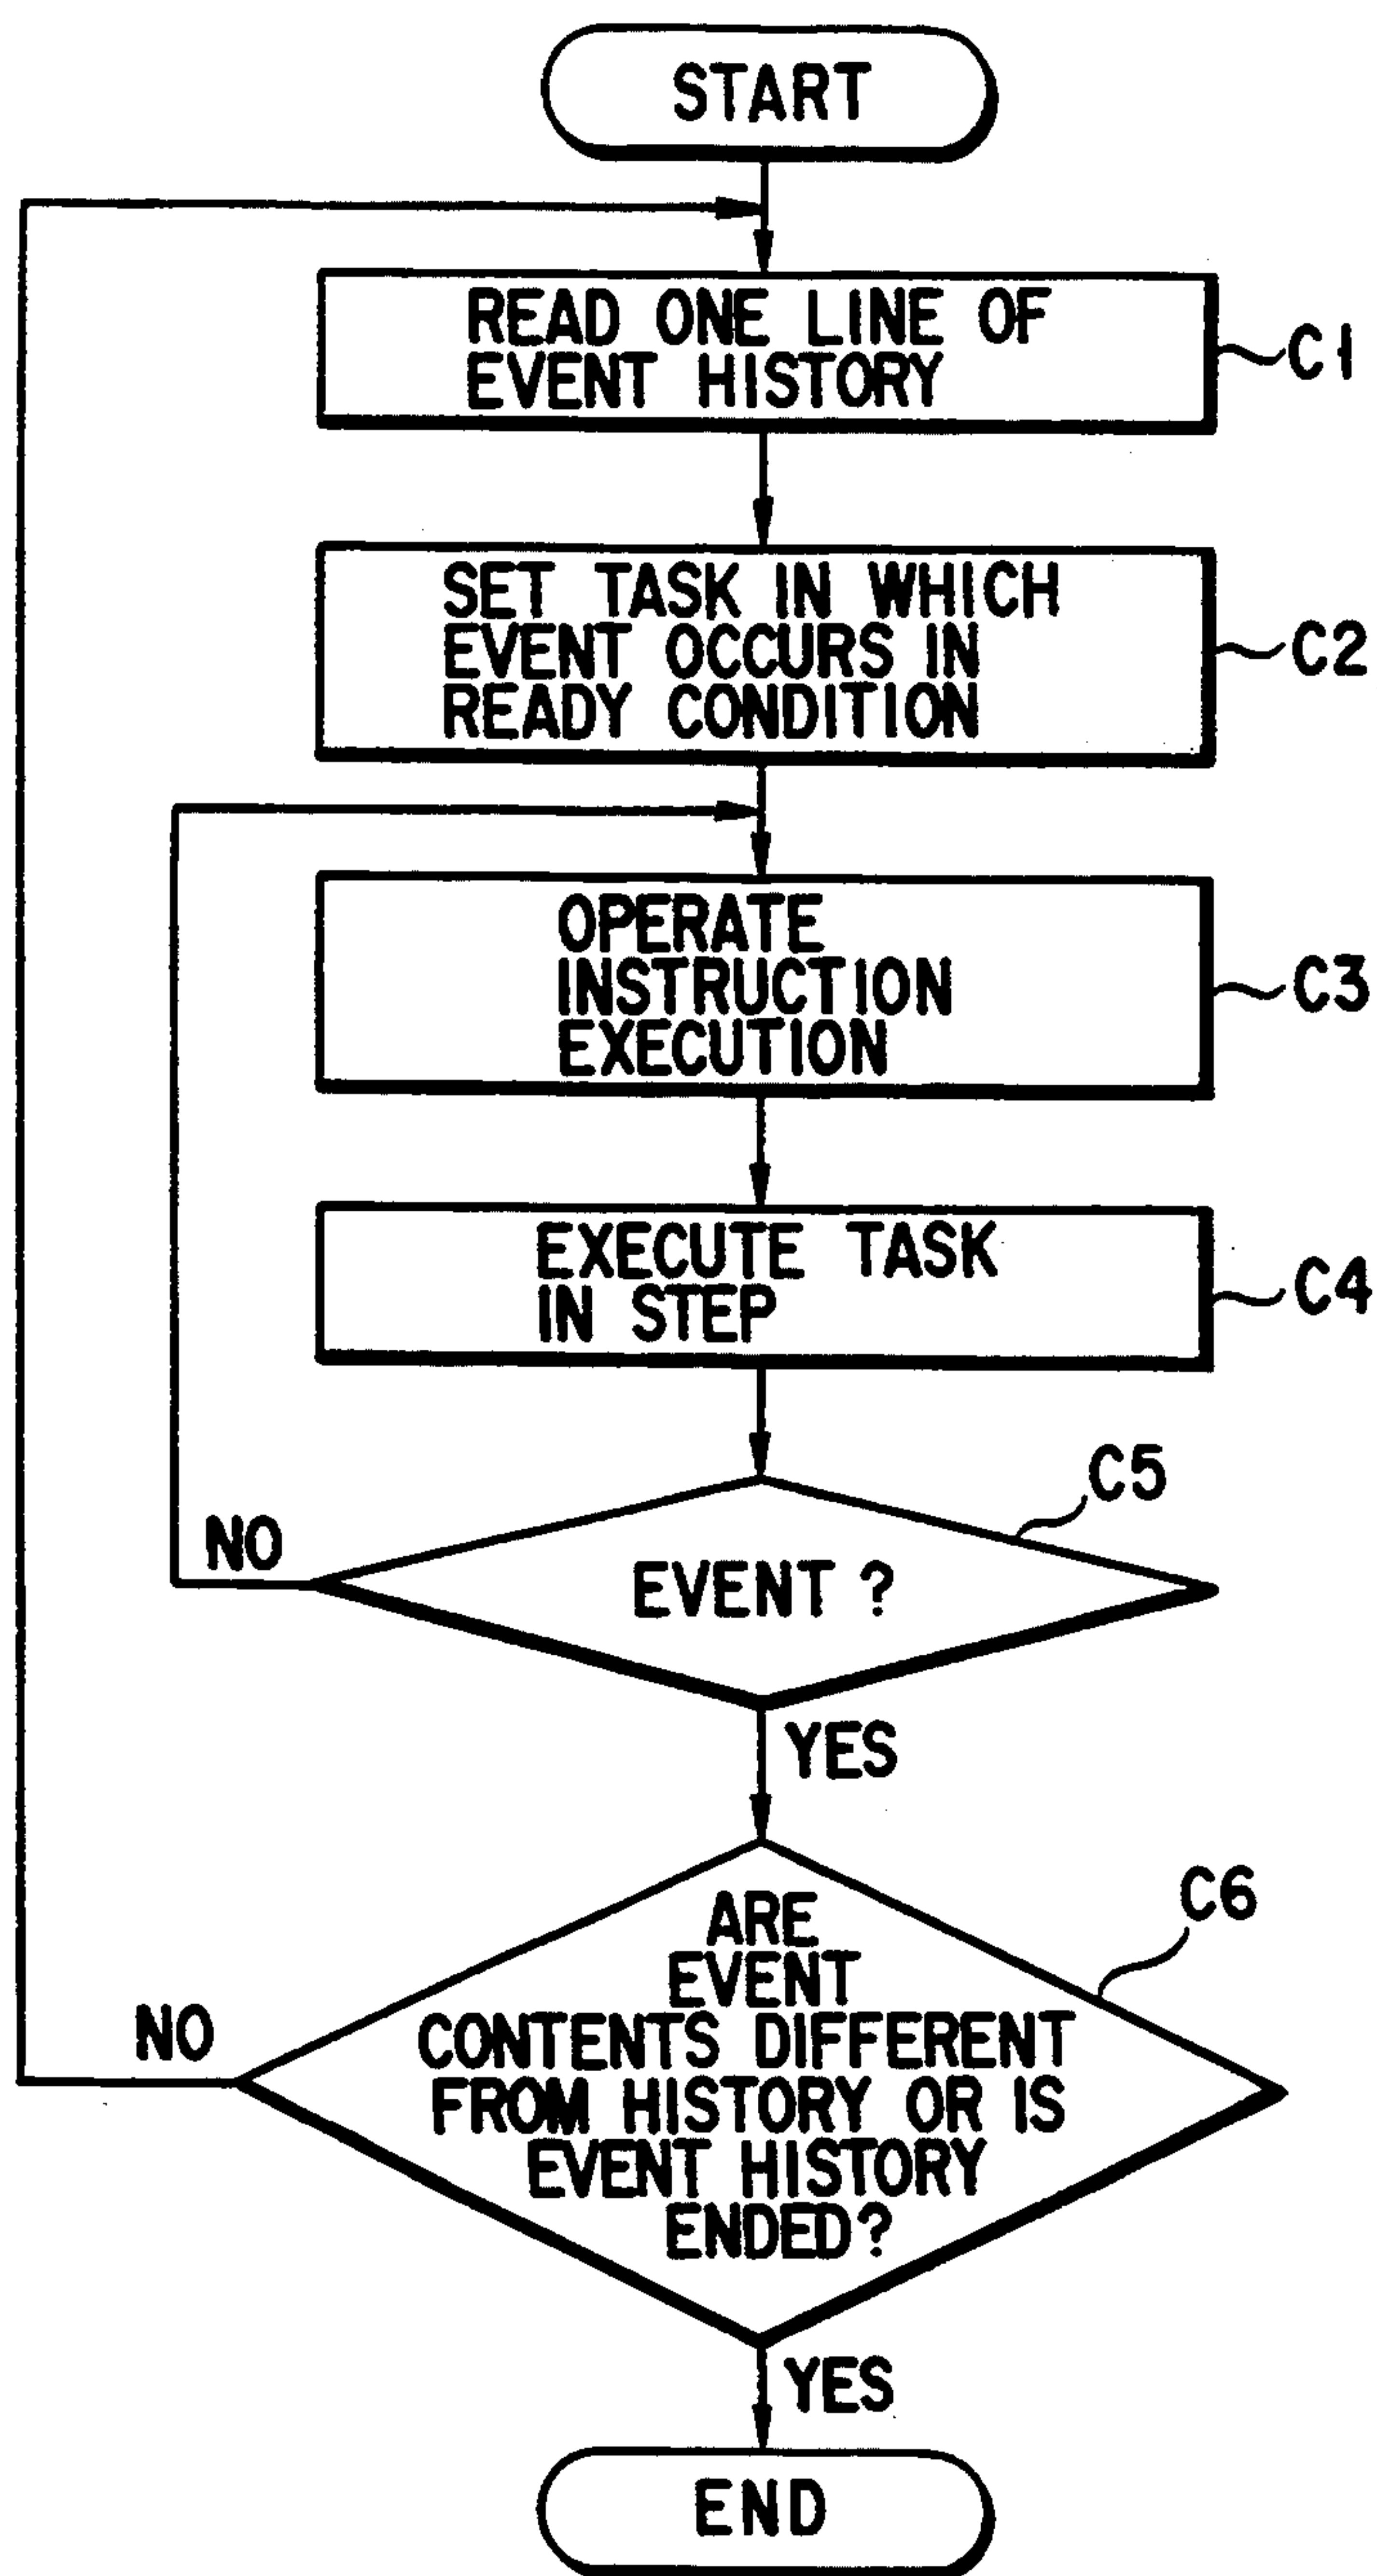 START
READ ONE LINE OF
EVENT HISTORY
C1
SET TASK IN WHICH
EVENT OCCURS IN
READY CONDITION
C2
OPERATE
INSTRUCTION
EXECUTION
C3
EXECUTE TASK
IN STEP
C4
C5
NO
EVENT ?
YES
C6
ARE
EVENT
CONTENTS DIFFERENT
FROM HISTORY OR IS
EVENT HISTORY
ENDED?
NO
YES
END